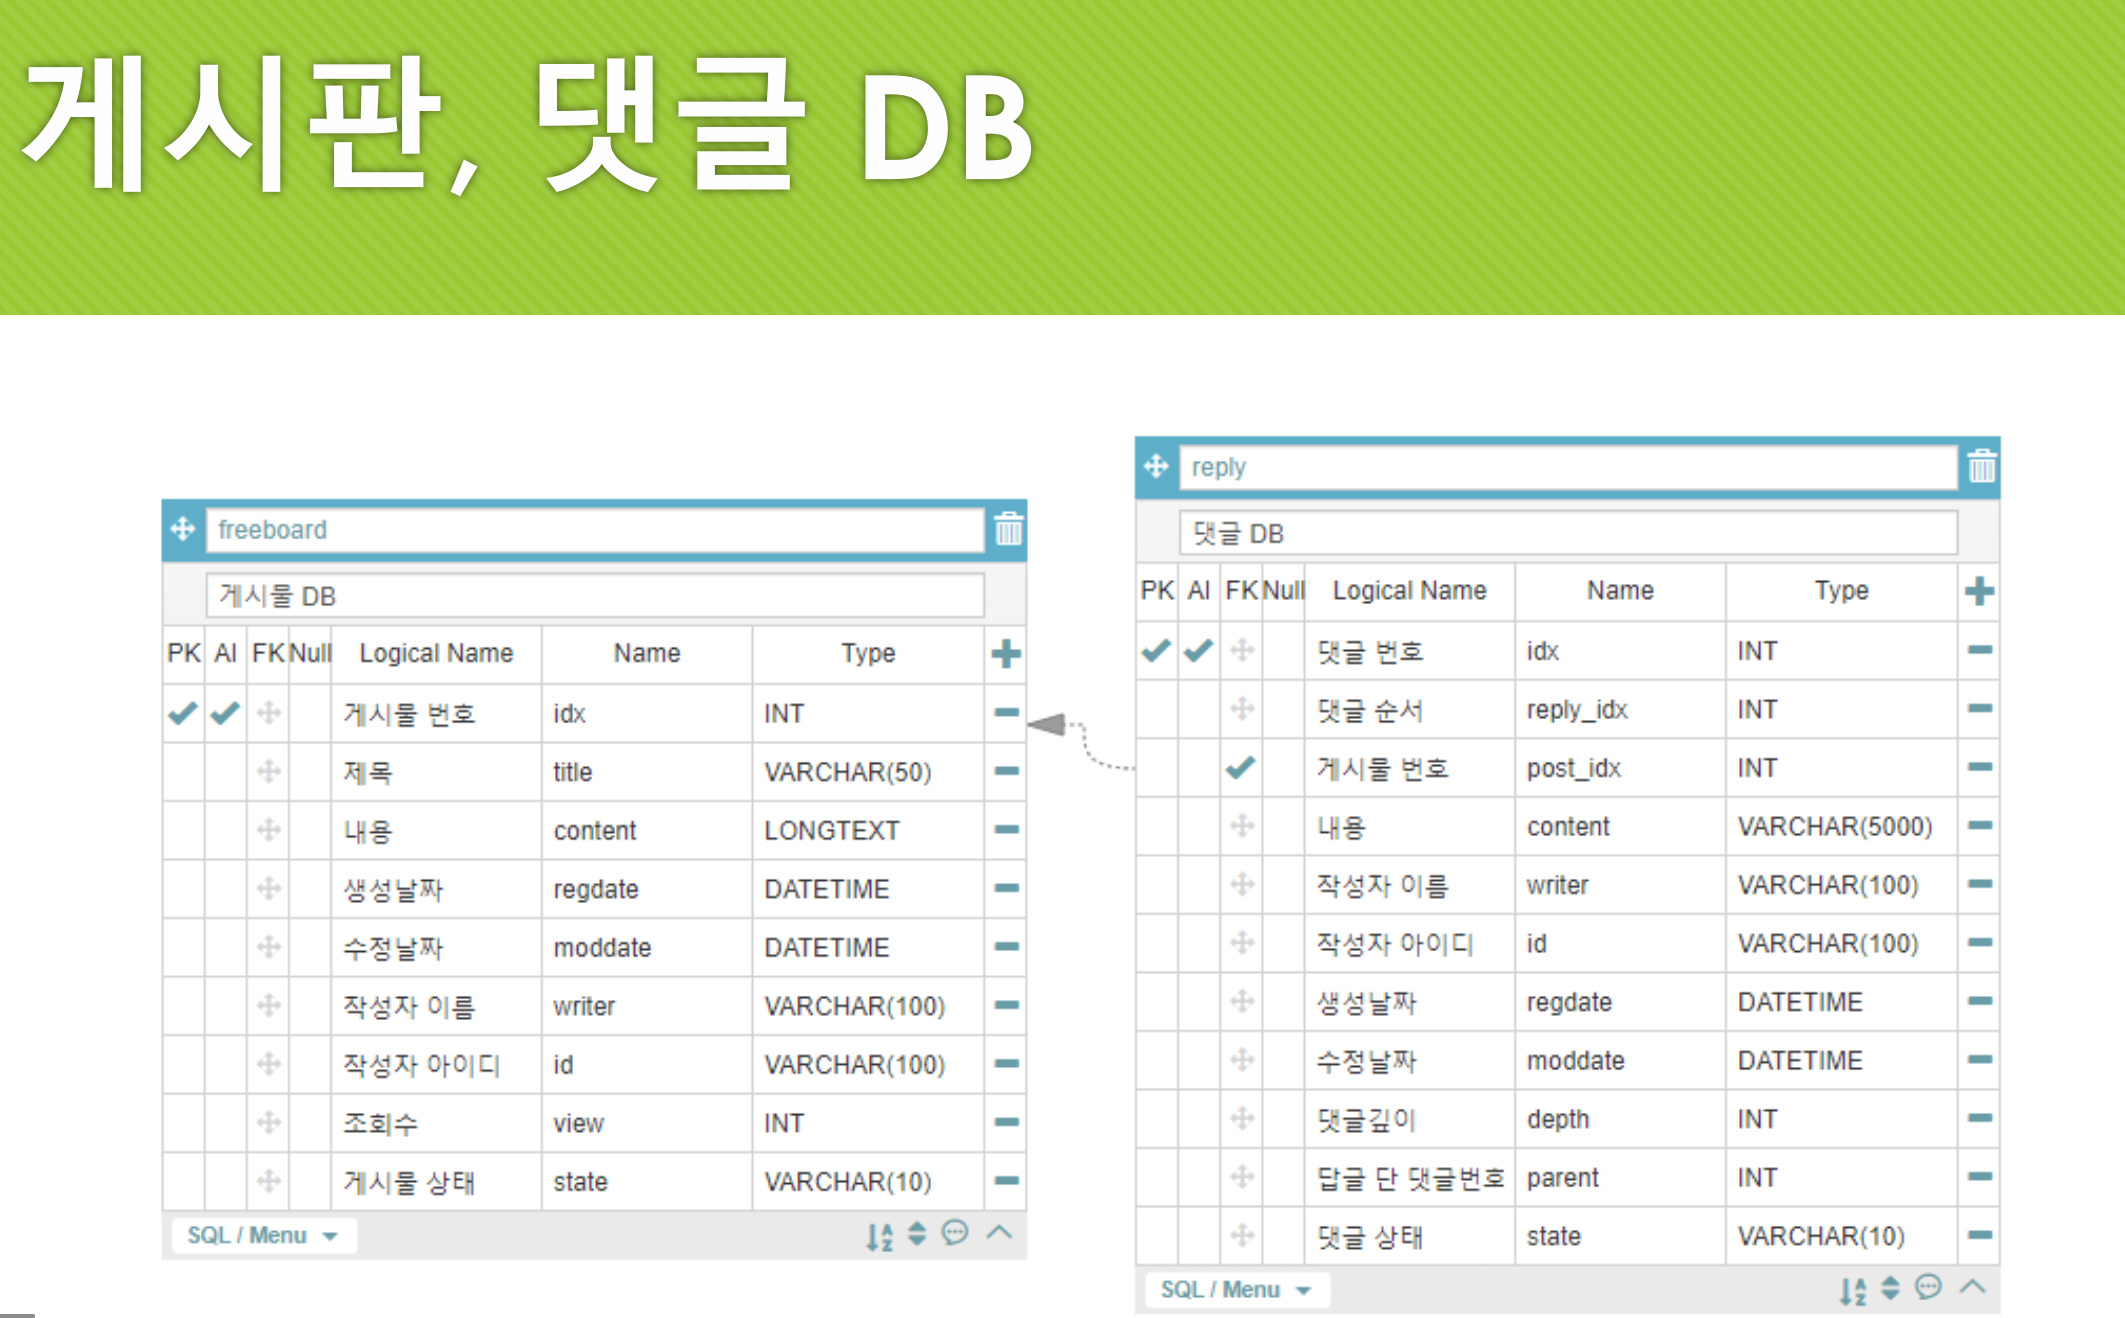 게시판, 댓글 DB
freeboard
게시물 DB
PK AI FK Null Logical Name Name Type
게시물 번호 idx INT
제목 title VARCHAR(50)
내용 content LONGTEXT
생성날짜 regdate DATETIME
수정날짜 moddate DATETIME
작성자 이름 writer VARCHAR(100)
작성자 아이디 id VARCHAR(100)
조회수 view INT
게시물 상태 state VARCHAR(10)
SQL / Menu
reply
댓글 DB
PK AI FK Null Logical Name Name Type
댓글 번호 idx INT
댓글 순서 reply_idx INT
게시물 번호 post_idx INT
내용 content VARCHAR(5000)
작성자 이름 writer VARCHAR(100)
작성자 아이디 id VARCHAR(100)
생성날짜 regdate DATETIME
수정날짜 moddate DATETIME
댓글깊이 depth INT
답글 단 댓글번호 parent INT
댓글 상태 state VARCHAR(10)
SQL / Menu